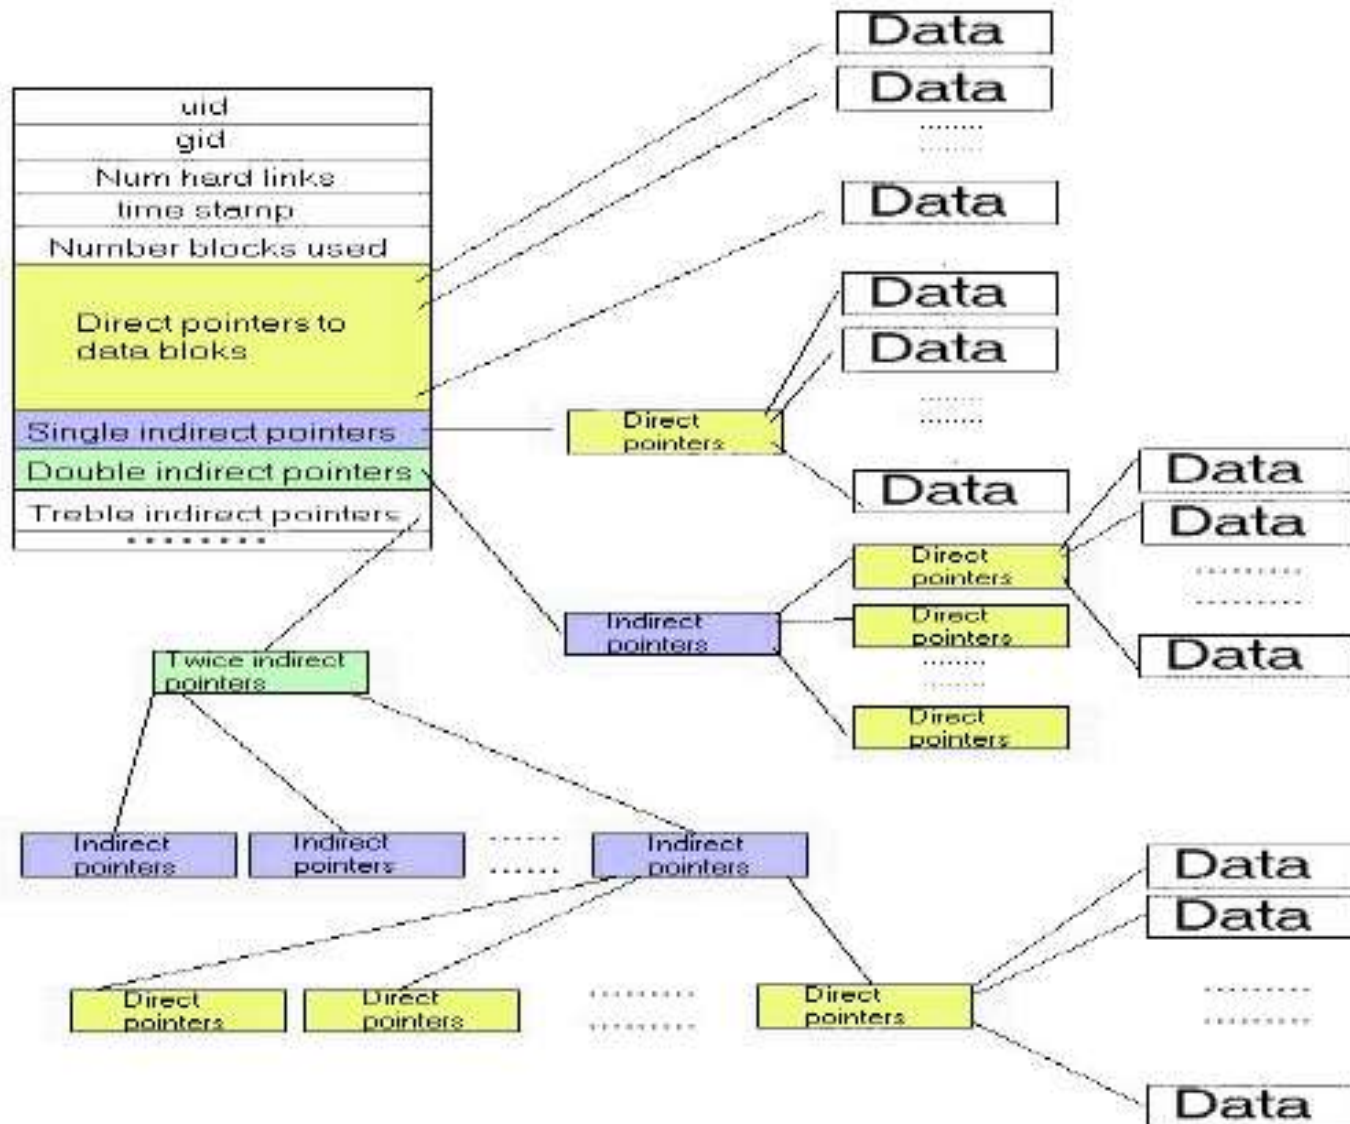 uid
gid
Num hard links
time stamp
Number blocks used
Direct pointers to
data bloks
Single indirect pointers
Double indirect pointers
Treble indirect pointers
Data
Data
Data
Data
Data
Direct
pointers
Data
Data
Data
Direct
pointers
Indirect
pointers
Direct
pointers
Data
Direct
pointers
Twice indirect
pointers
Indirect
pointers
Indirect
pointers
Indirect
pointers
Data
Data
Direct
pointers
Direct
pointers
Direct
pointers
Data